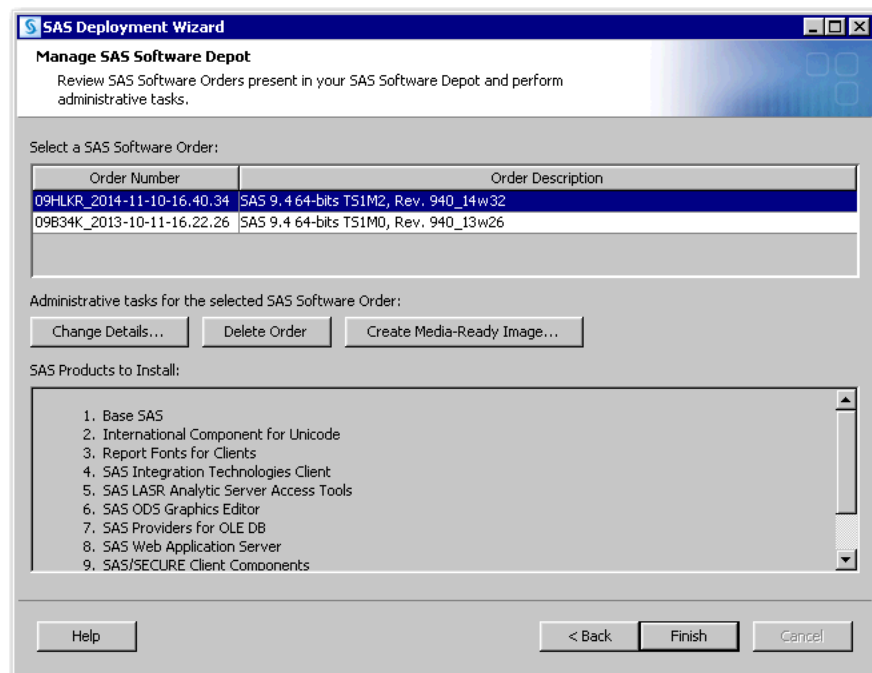 SAS Deployment Wizard
Manage SAS Software Depot
Review SAS Software Orders present in your SAS Software Depot and perform
administrative tasks.
Select a SAS Software Order:
Order Number Order Description
09HLKR_2014-11-10-16.40.34 SAS 9.4 64-bits TS1M2, Rev. 940_14w32
09B34K_2013-10-11-16.22.26 SAS 9.4 64-bits TS1M0, Rev. 940_13w26
Administrative tasks for the selected SAS Software Order:
Change Details... Delete Order Create Media-Ready Image...
SAS Products to Install:
1. Base SAS
2. International Component for Unicode
3. Report Fonts for Clients
4. SAS Integration Technologies Client
5. SAS LASR Analytic Server Access Tools
6. SAS ODS Graphics Editor
7. SAS Providers for OLE DB
8. SAS Web Application Server
9. SAS/SECURE Client Components
Help < Back Finish Cancel